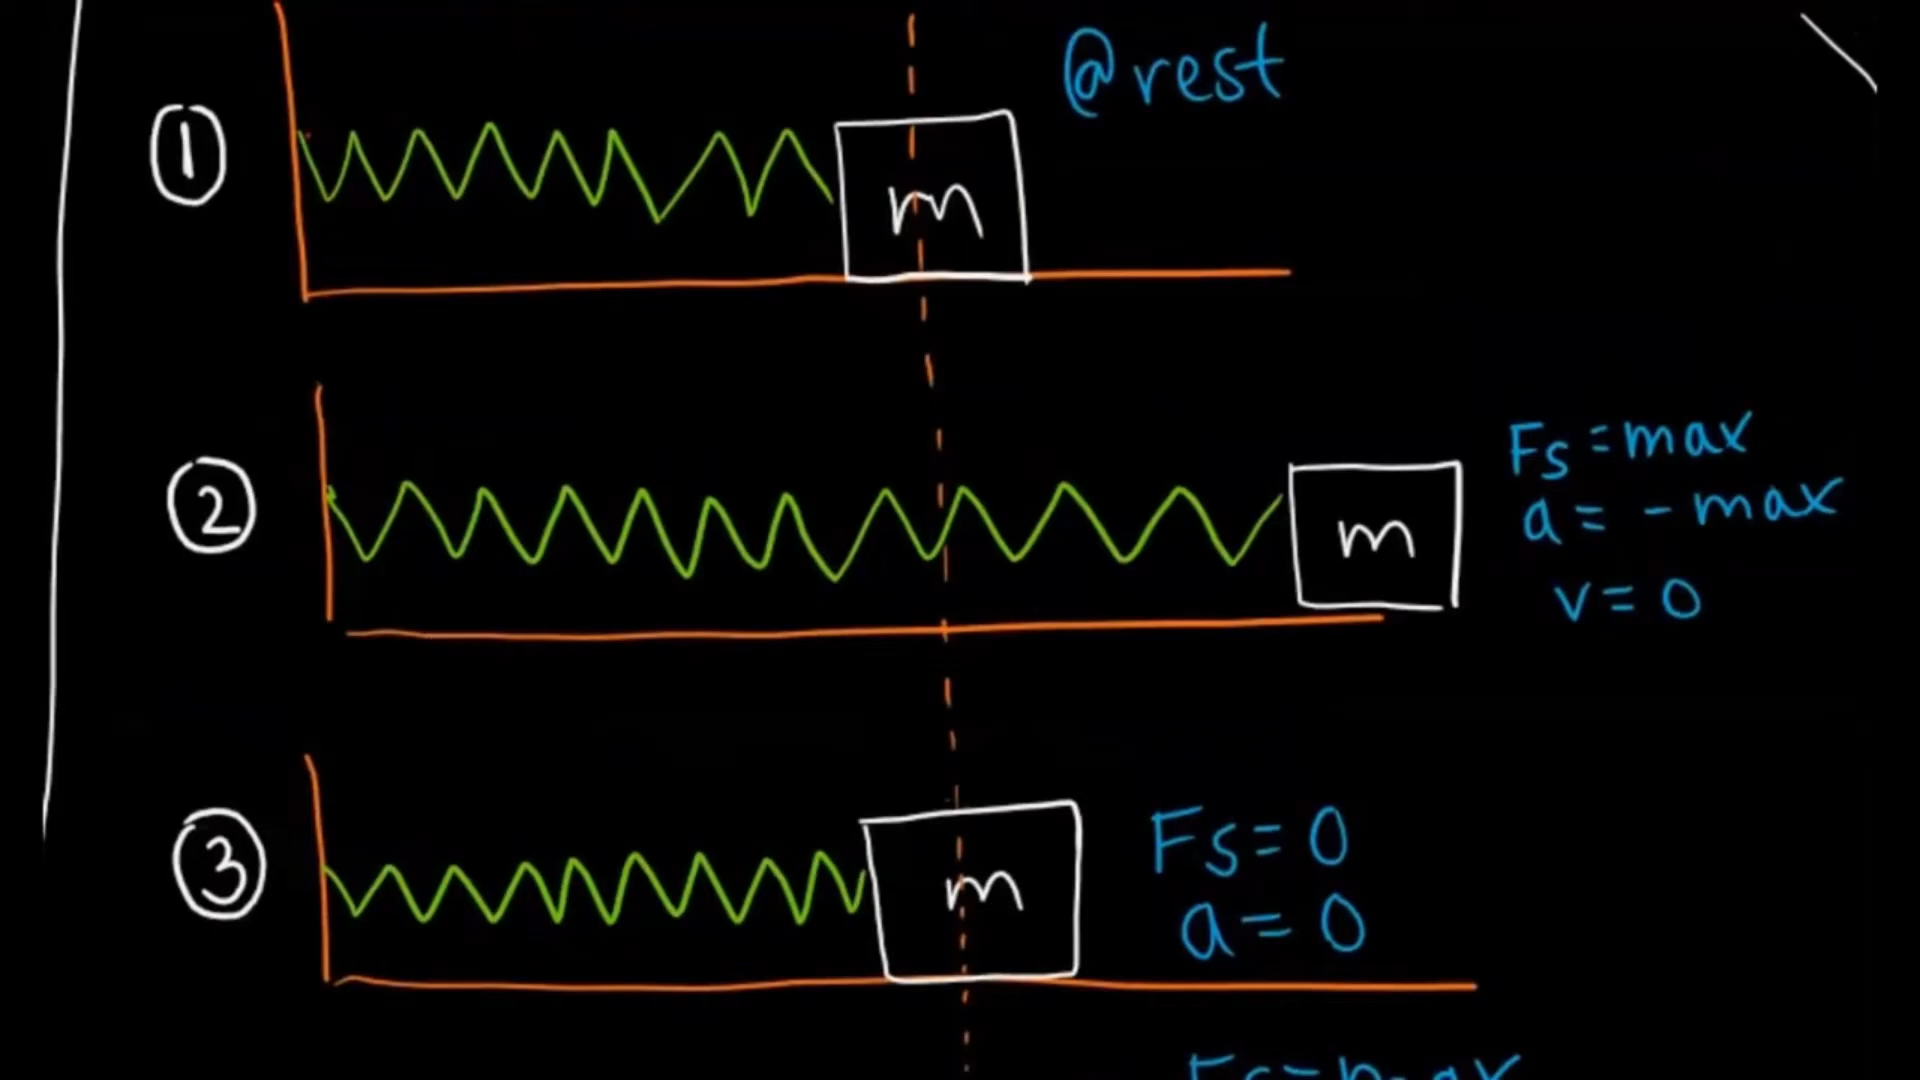 @rest
1
m
2
m
Fs = max
a = - max
v = 0
3
m
Fs = 0
a = 0